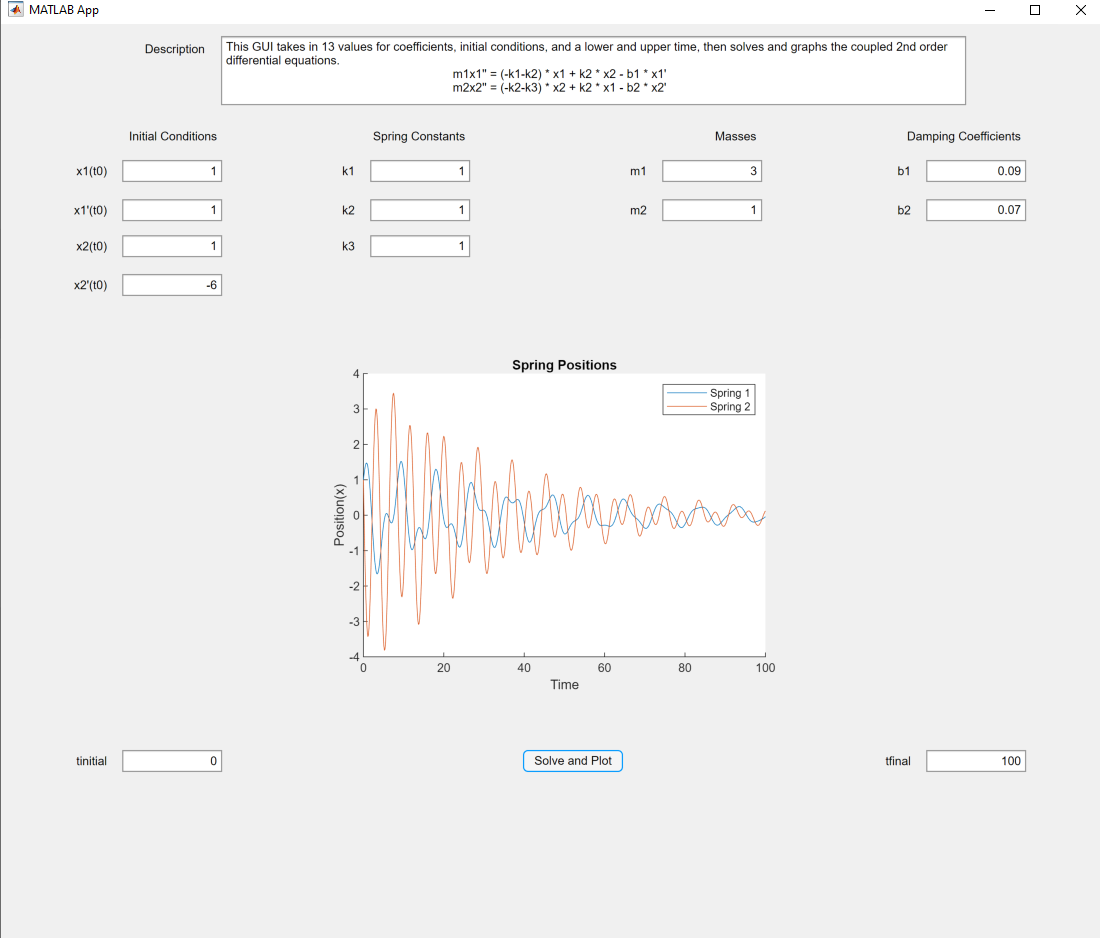 MATLAB App
Description
This GUI takes in 13 values for coefficients, initial conditions, and a lower and upper time, then solves and graphs the coupled 2nd order
differential equations.
m1x1'' = (-k1-k2) * x1 + k2 * x2 - b1 * x1'
m2x2'' = (-k2-k3) * x2 + k2 * x1 - b2 * x2'
Initial Conditions Spring Constants Masses Damping Coefficients
x1(t0) 1 k1 1 m1 3 b1 0.09
x1'(t0) 1 k2 1 m2 1 b2 0.07
x2(t0) 1 k3 1
x2'(t0) -6
Spring Positions
4
3
2
1
0
-1
-2
-3
-4
Position(x)
Spring 1
Spring 2
0 20 40 60 80 100
Time
tinitial 0 Solve and Plot tfinal 100